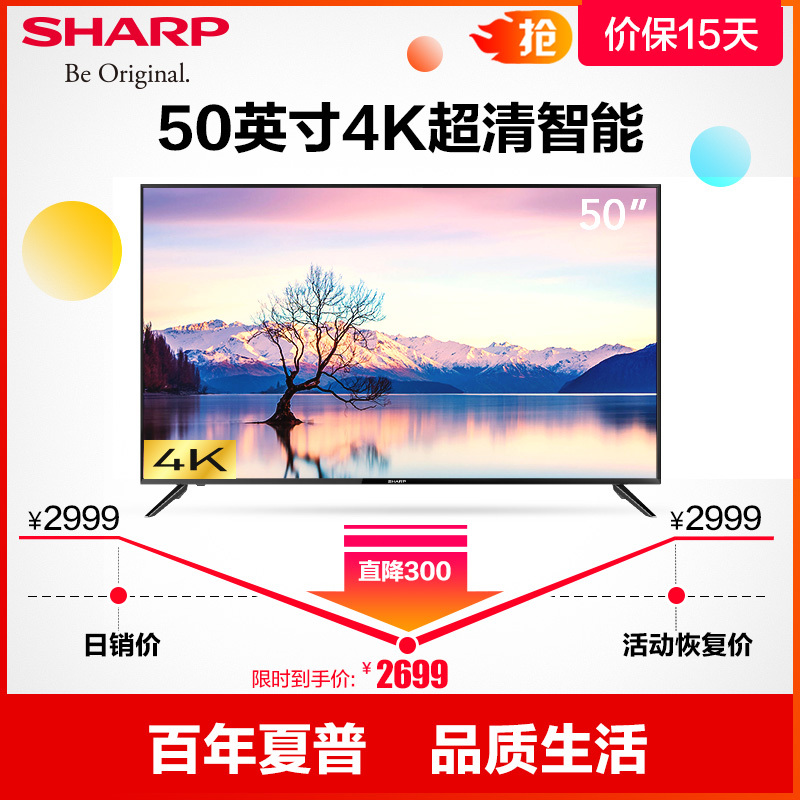 SHARP
Be Original.
抢
价保15天
50英寸4K超清智能
50"
4K
SHARP
¥2999
¥2999
直降300
日销价
活动恢复价
限时到手价:¥2699
百年夏普 品质生活